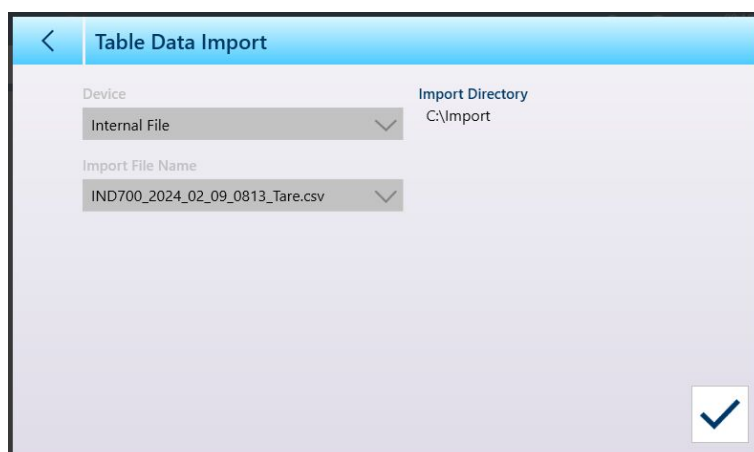 Table Data Import
Device
Internal File
Import File Name
IND700_2024_02_09_0813_Tare.csv
Import Directory
C:\Import